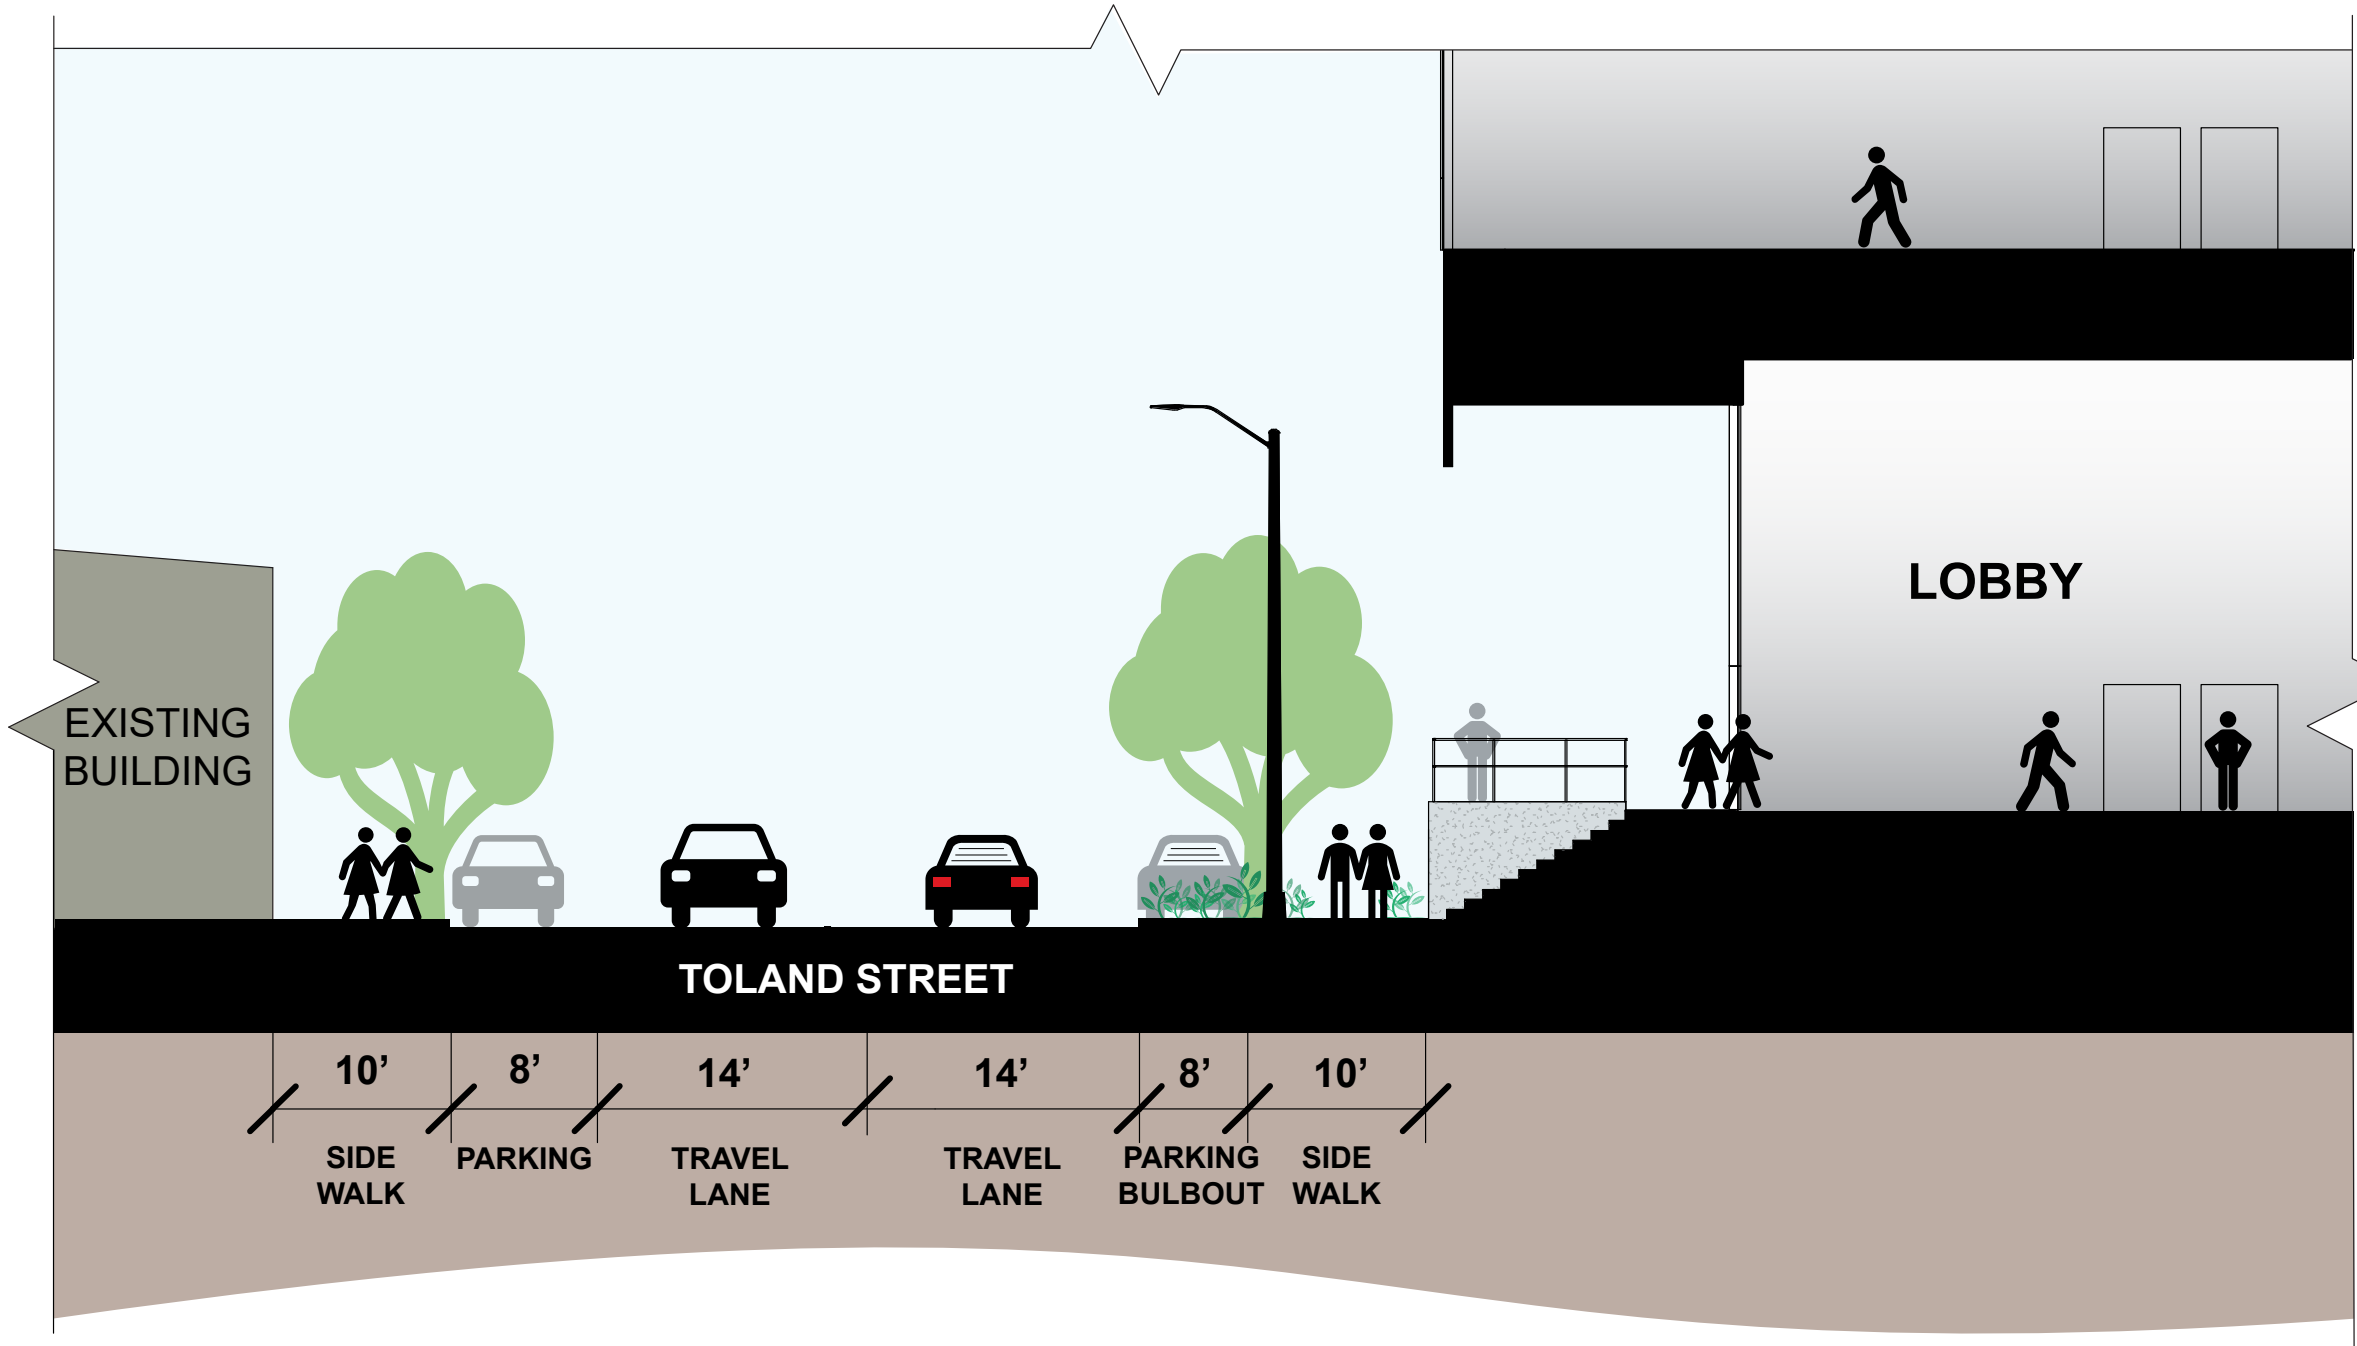 LOBBY
EXISTING
BUILDING
TOLAND STREET
10’ 8’ 14’ 14’ 8’ 10’
SIDE WALK
PARKING
TRAVEL LANE
TRAVEL LANE
PARKING BULBOUT
SIDE WALK